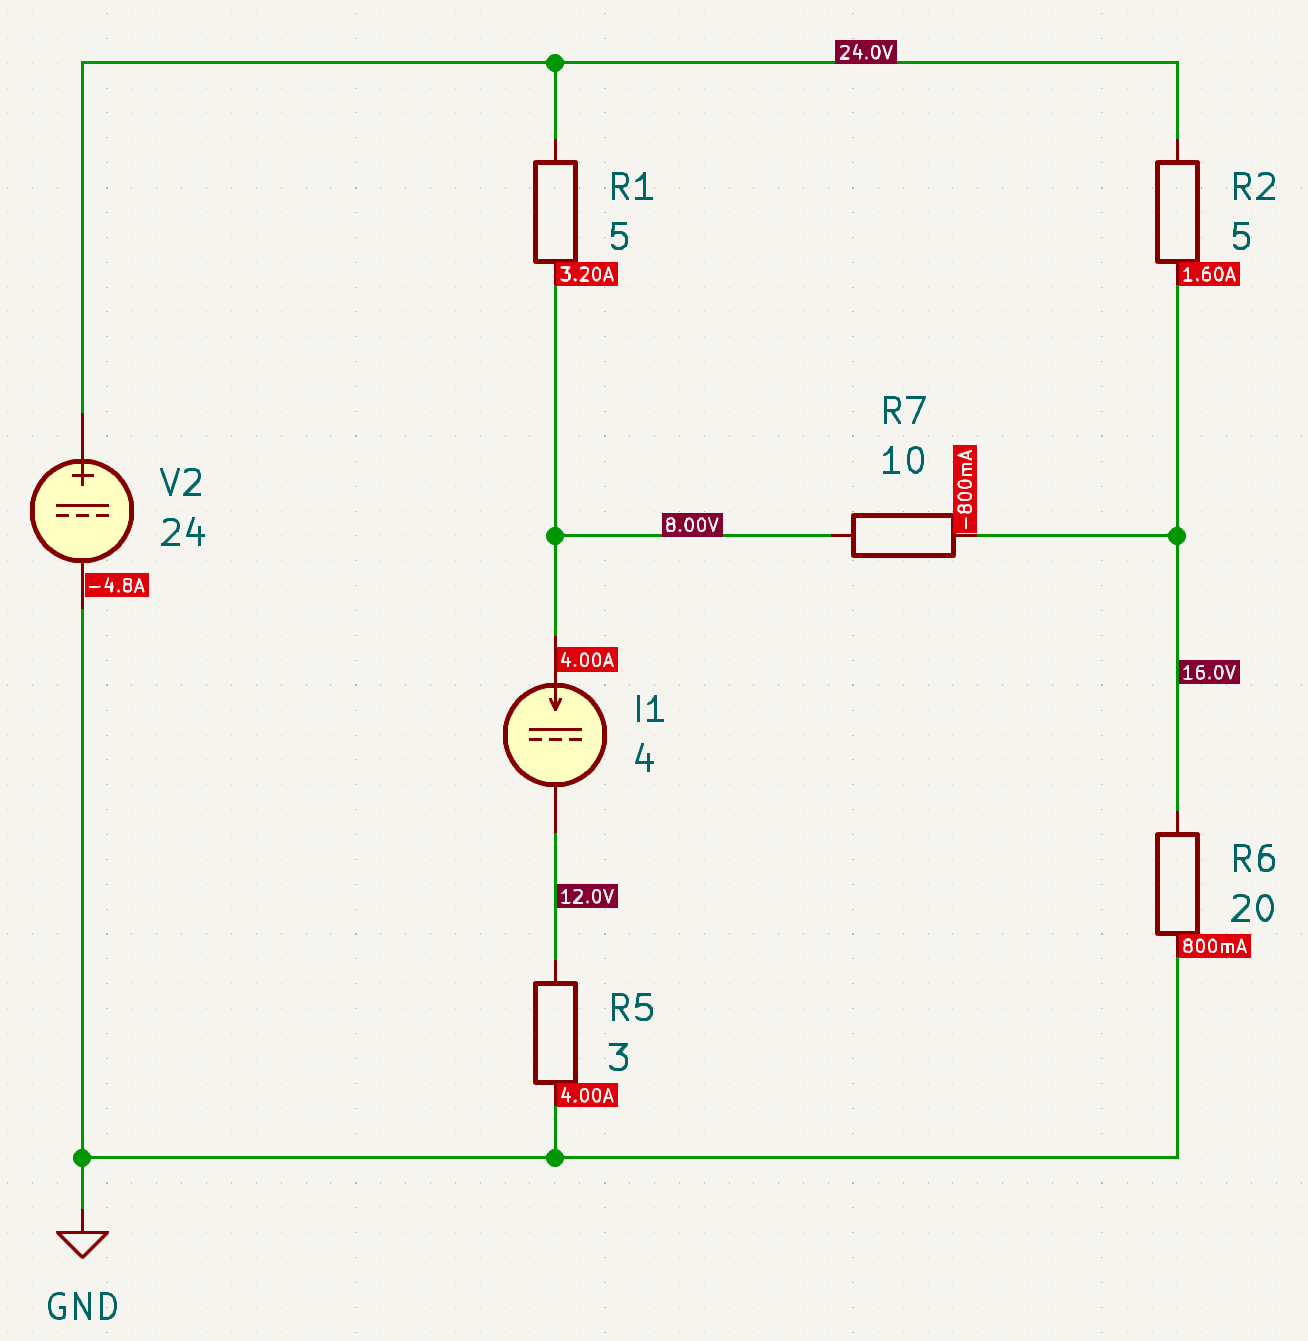 24.0V
R1
5
3.20A
R2
5
1.60A
R7
10
-800mA
V2
24
-4.8A
8.00V
4.00A
I1
4
16.0V
12.0V
R6
20
800mA
R5
3
4.00A
GND